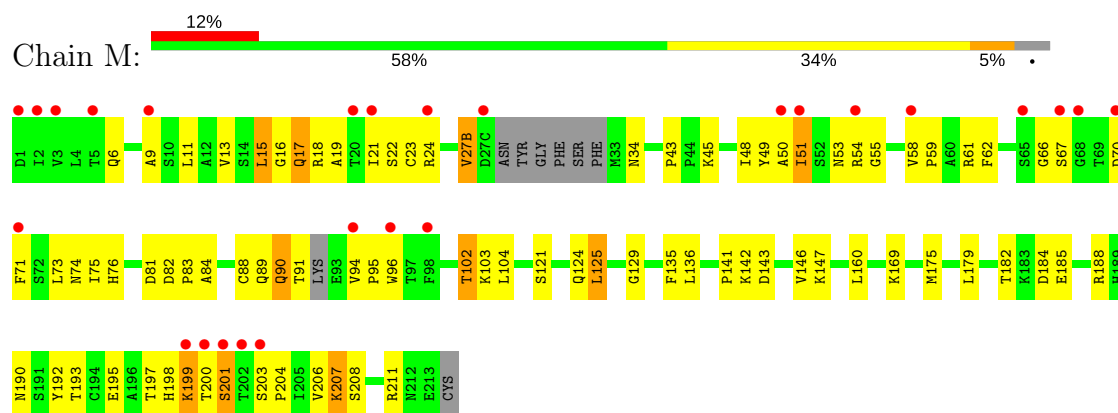 12%
Chain M:
58% 34% 5% •
D1 I2 V3 L4 T5 Q6 A9 S10 L11 A12 V13 S14 L15 G16 Q17 R18 A19 T20 I21 S22 C23 R24 V27B D27C ASN TYR GLY PHE SER PHE M33 N34 P43 P44 K45 I48 Y49 A50 I51 S52 N53 R54 G55 V58 P59 A60 R61 F62 S65 G66 S67 G68 T69 D70
F71 S72 L73 N74 I75 H76 D81 D82 P83 A84 C88 Q89 Q90 T91 LYS E93 V94 P95 W96 T97 F98 T102 K103 L104 S121 Q124 L125 G129 F135 L136 P141 K142 D143 V146 K147 L160 K169 M175 L179 T182 K183 D184 E185 R188 H189
N190 S191 Y192 T193 C194 E195 A196 T197 H198 K199 T200 S201 T202 S203 P204 I205 V206 K207 S208 R211 N212 E213 CYS